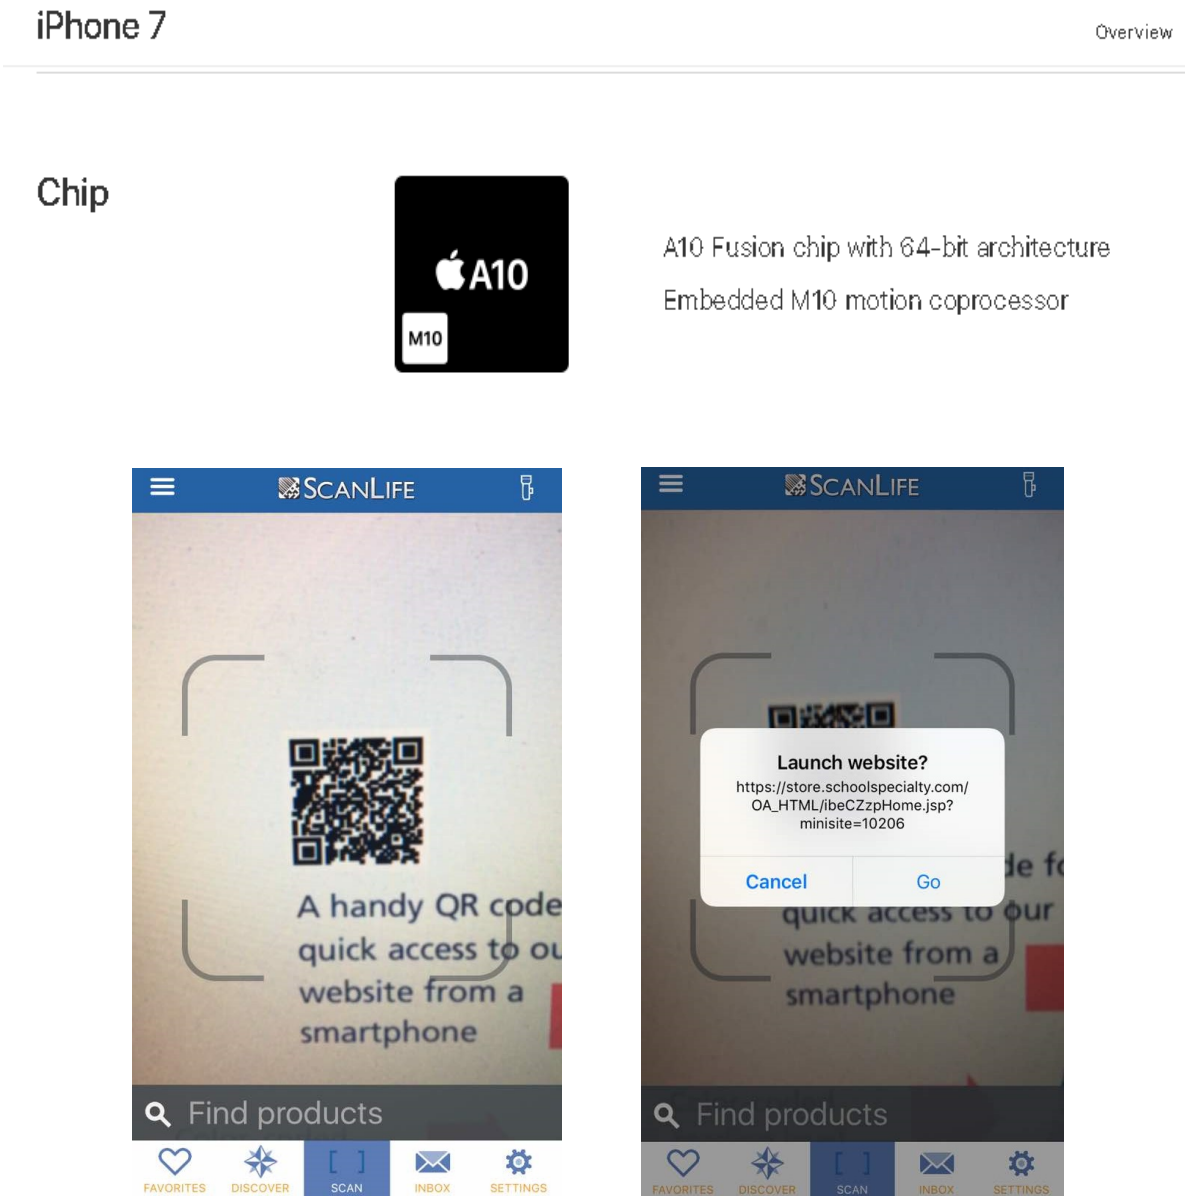 iPhone 7
Overview
Chip
A10
M10
A10 Fusion chip with 64-bit architecture
Embedded M10 motion coprocessor
SCANLIFE
A handy QR code
quick access to ou
website from a
smartphone
Find products
FAVORITES DISCOVER SCAN INBOX SETTINGS
SCANLIFE
Launch website?
https://store.schoolspecialty.com/
OA_HTML/ibeCZzpHome.jsp?
minisite=10206
Cancel Go
de fo
quick access to our
website from a
smartphone
Find products
FAVORITES DISCOVER SCAN INBOX SETTINGS